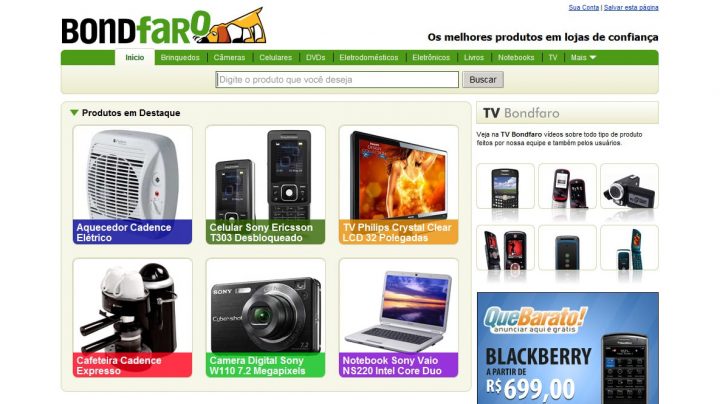 Sua Conta | Salvar esta página
BONDfaro
Os melhores produtos em lojas de confiança
Início Brinquedos Câmeras Celulares DVDs Eletrodomésticos Eletrônicos Livros Notebooks TV Mais
Digite o produto que você deseja Buscar
Produtos em Destaque
Aquecedor Cadence
Elétrico
Celular Sony Ericsson
T303 Desbloqueado
TV Philips Crystal Clear
LCD 32 Polegadas
SONY
Cyber-shot
Cafeteira Cadence
Expresso
Camera Digital Sony
W110 7.2 Megapixels
Notebook Sony Vaio
NS220 Intel Core Duo
TV Bondfaro
Veja na TV Bondfaro vídeos sobre todo tipo de produto
feitos por nossa equipe e também pelos usuários.
QueBarato!
anunciar aqui é grátis
BLACKBERRY
A PARTIR DE
R$699,00